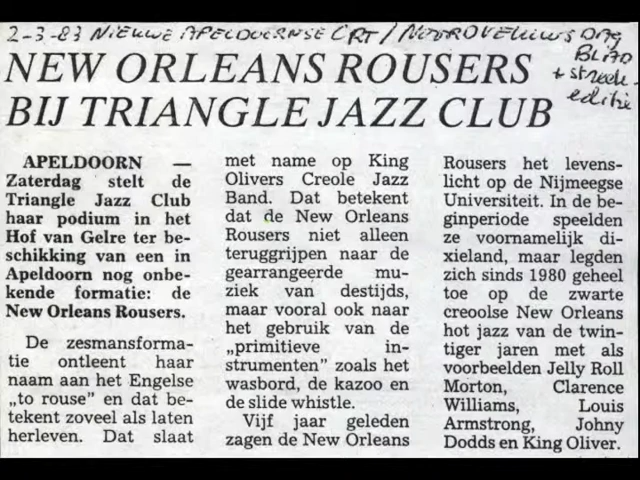 2-3-83 NIEUWE APELDOORNSE CRT / NOORDVELUWS DAG
BLAD
+ streek
editie
NEW ORLEANS ROUSERS
BIJ TRIANGLE JAZZ CLUB
APELDOORN —
Zaterdag stelt de
Triangle Jazz Club
haar podium in het
Hof van Gelre ter be-
schikking van een in
Apeldoorn nog onbe-
kende formatie: de
New Orleans Rousers.
De zesmansforma-
tie ontleent haar
naam aan het Engelse
„to rouse” en dat be-
tekent zoveel als laten
herleven. Dat slaat
met name op King
Olivers Creole Jazz
Band. Dat betekent
dat de New Orleans
Rousers niet alleen
teruggrijpen naar de
gearrangeerde mu-
ziek van destijds,
maar vooral ook naar
het gebruik van de
„primitieve in-
strumenten” zoals het
wasbord, de kazoo en
de slide whistle.
Vijf jaar geleden
zagen de New Orleans
Rousers het levens-
licht op de Nijmeegse
Universiteit. In de be-
ginperiode speelden
ze voornamelijk di-
xieland, maar legden
zich sinds 1980 geheel
toe op de zwarte
creoolse New Orleans
hot jazz van de twin-
tiger jaren met als
voorbeelden Jelly Roll
Morton, Clarence
Williams, Louis
Armstrong, Johny
Dodds en King Oliver.